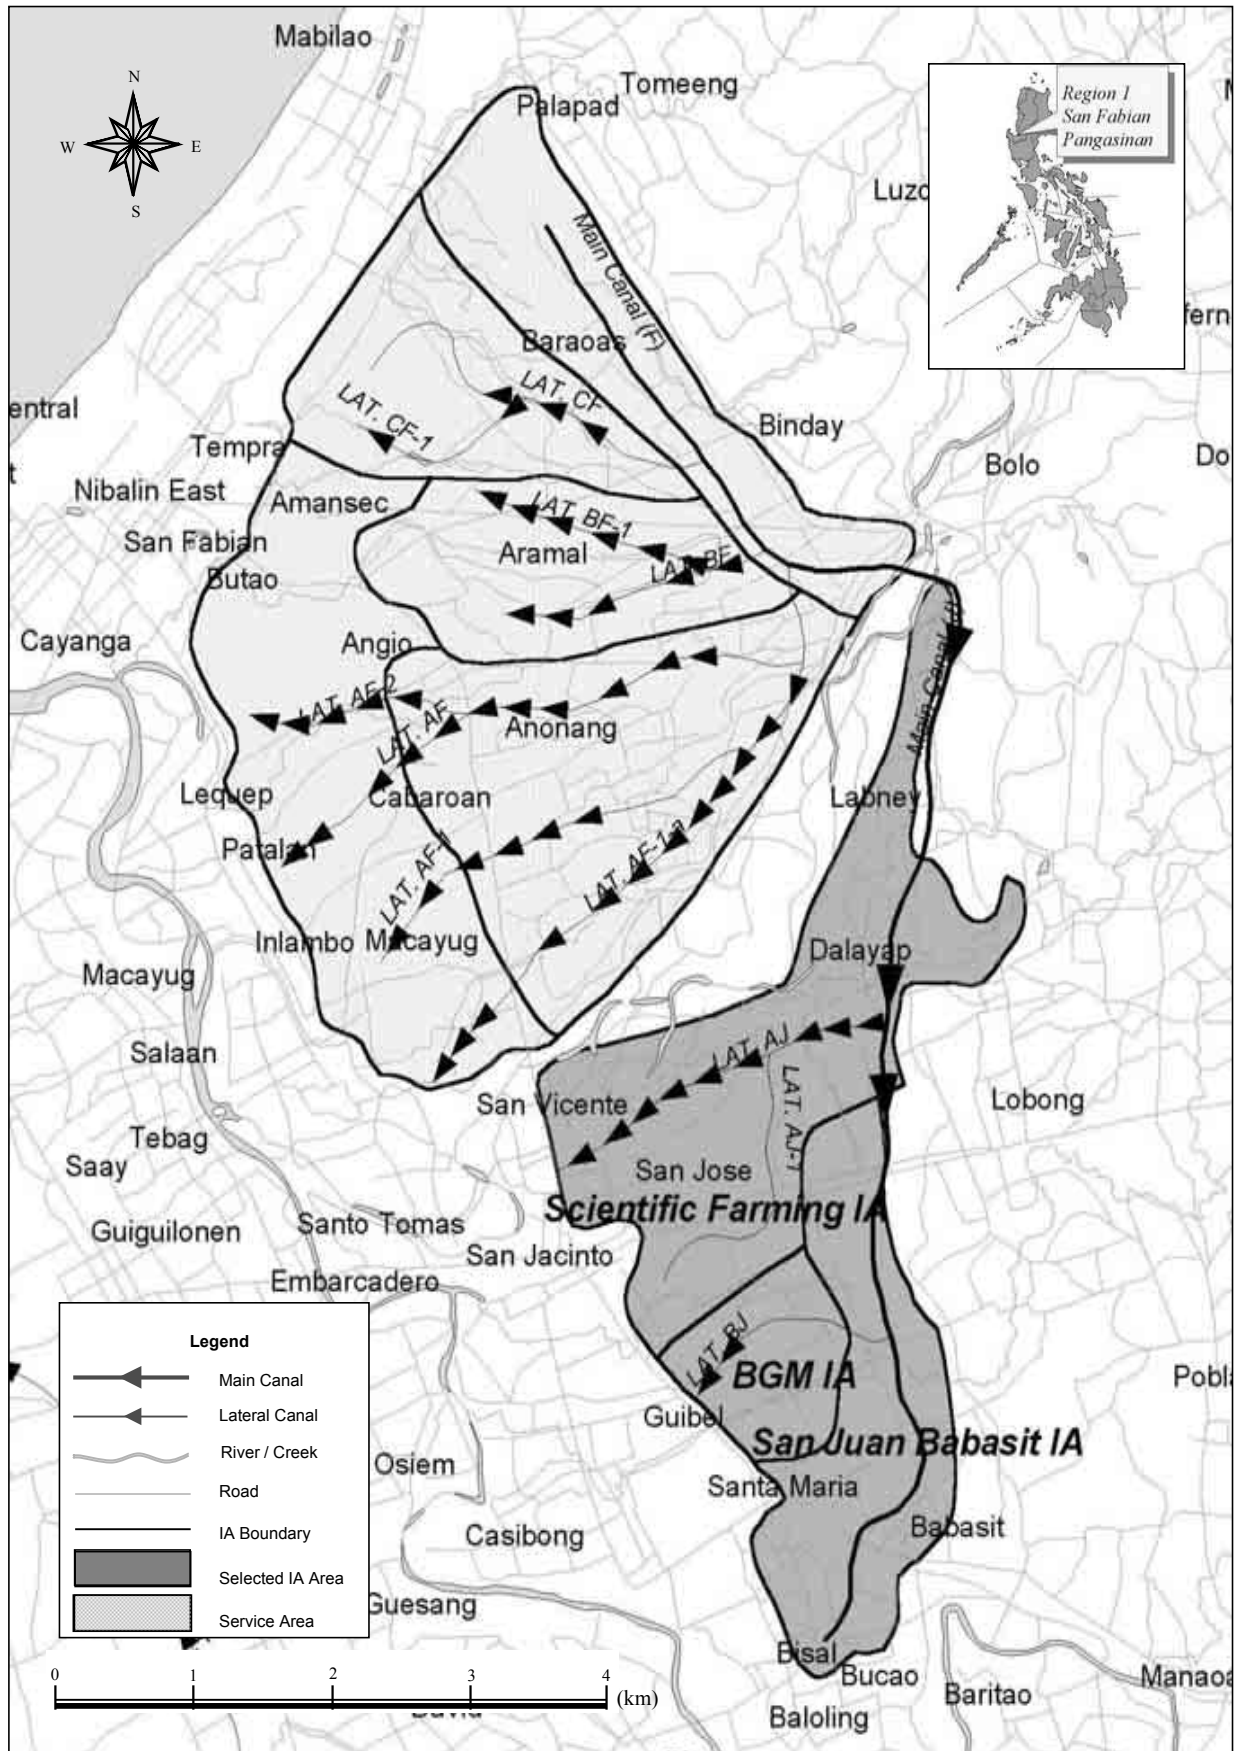 Mabilao
Tomeeng
Palapad
N
W
E
S
Region 1
San Fabian
Pangasinan
Main Canal (F)
Baraoas
LAT. CF
LAT. CF-1
Binday
Bolo
Tempra
Nibalin East
Amansec
San Fabian
LAT. BF-1
Aramal
LAT. BF
Butao
Cayanga
Angio
LAT. AF-2
LAT. AF
Anonang
Main Canal
Lequep
Cabaroan
Labney
Patalan
LAT. AF-1
Inlambo
Macayug
Dalayap
Macayug
Salaan
LAT. AJ
LAT. AJ-1
San Vicente
Lobong
Tebag
Saay
San Jose
Scientific Farming IA
Guiguilonen
Santo Tomas
San Jacinto
Embarcadero
LAT. BJ
BGM IA
Guibel
San Juan Babasit IA
Santa Maria
Osiem
Casibong
Babasit
Guesang
Legend
Main Canal
Lateral Canal
River / Creek
Road
IA Boundary
Selected IA Area
Service Area
Bisal
Bucao
Baritao
Baloling
0
1
2
3
4
(km)